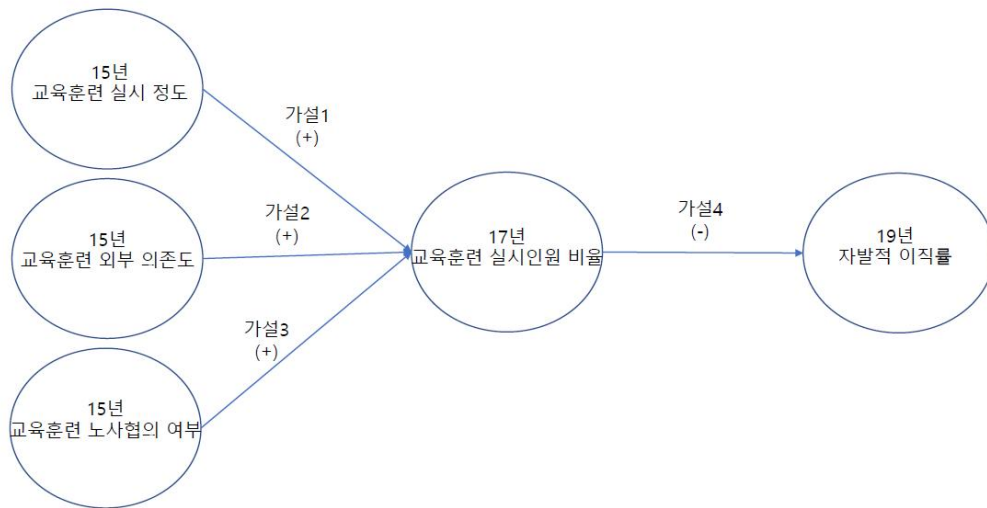 15년
교육훈련 실시 정도
가설1
(+)
15년
교육훈련 외부 의존도
가설2
(+)
15년
교육훈련 노사협의 여부
가설3
(+)
17년
교육훈련 실시인원 비율
가설4
(-)
19년
자발적 이직률